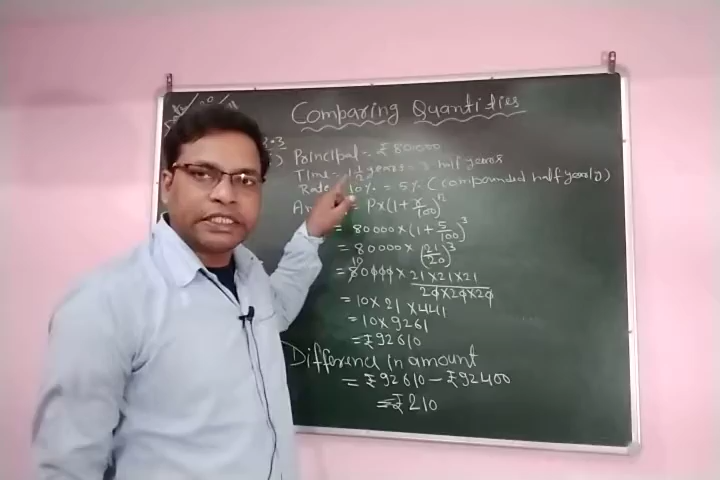 Comparing Quantities
Principal = ₹80000
Time = 1 1/2 years = 3 half years
10% = 5% (compounded half yearly)
= P×(1+r/100)^n
= 80000×(1+5/100)^3
= 80000×(21/20)^3
= 80000 × 21×21×21/20×20×20
10
= 10×21×441
= 10×9261
= ₹92610
Difference in amount
= ₹92610 – ₹92400
= ₹210